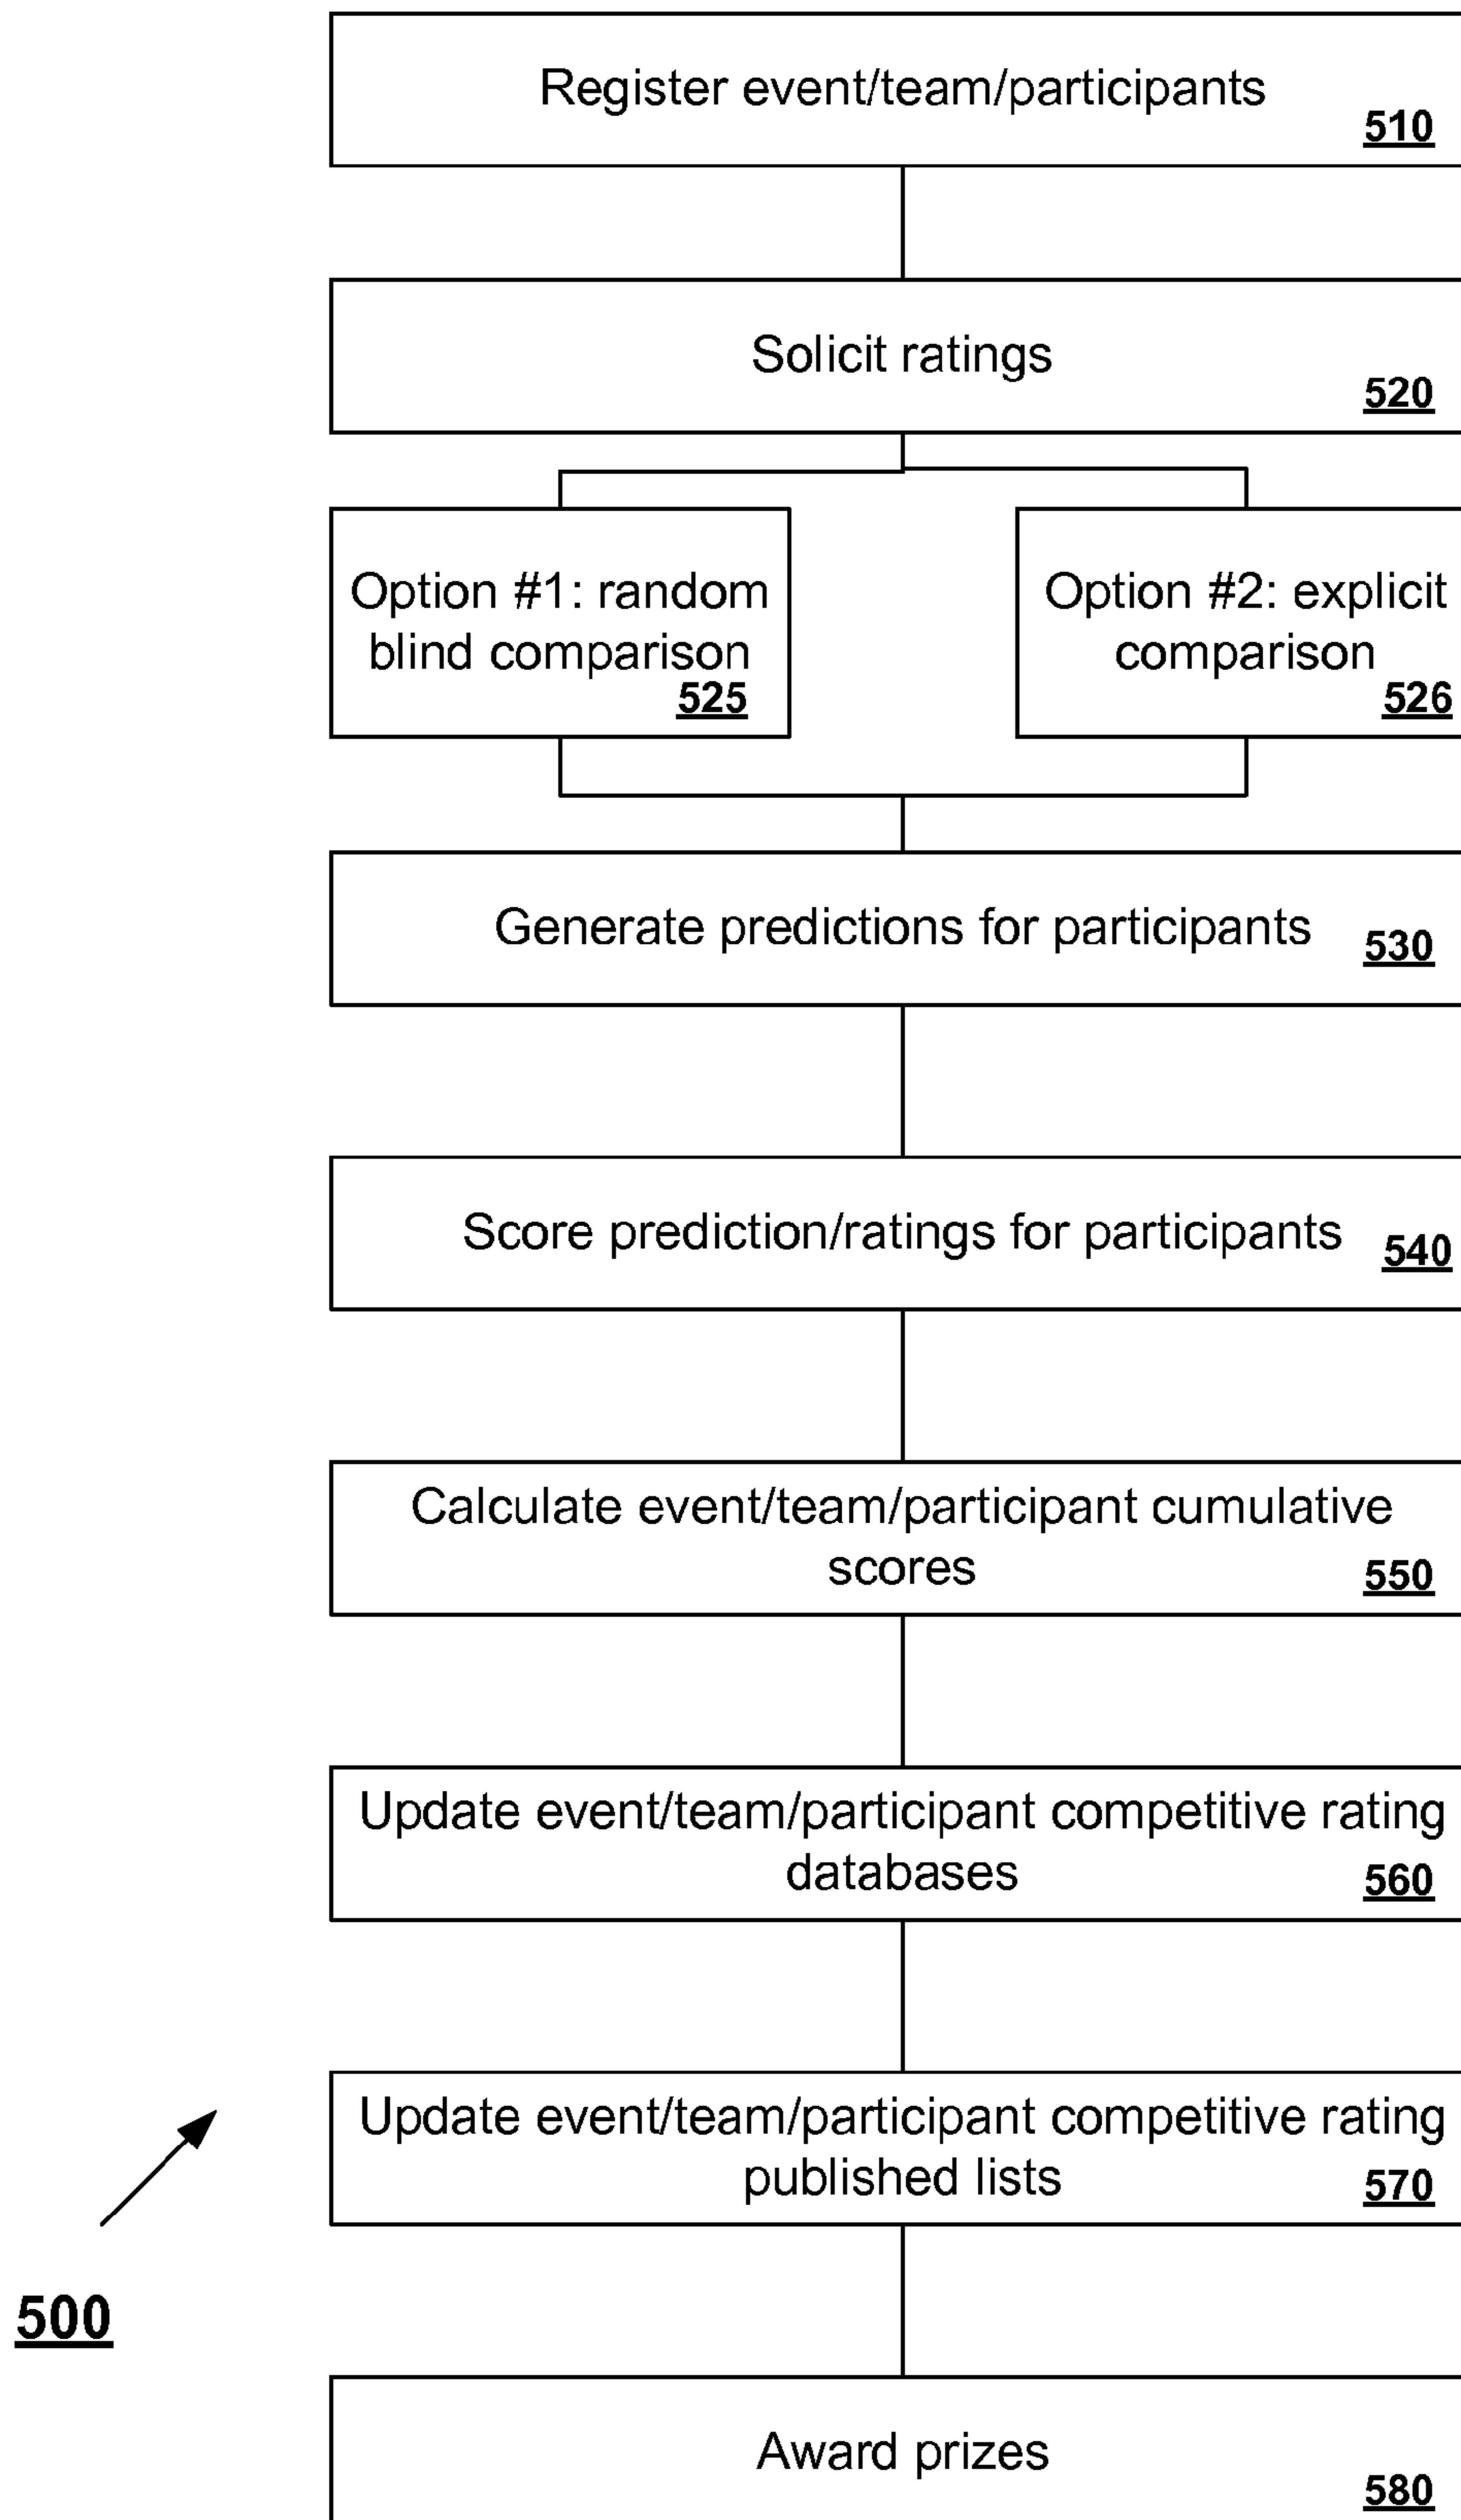 Register event/team/participants
510
Solicit ratings
520
Option #1: random
blind comparison
525
Option #2: explicit
comparison
526
Generate predictions for participants
530
Score prediction/ratings for participants
540
Calculate event/team/participant cumulative
scores
550
Update event/team/participant competitive rating
databases
560
Update event/team/participant competitive rating
published lists
570
500
Award prizes
580